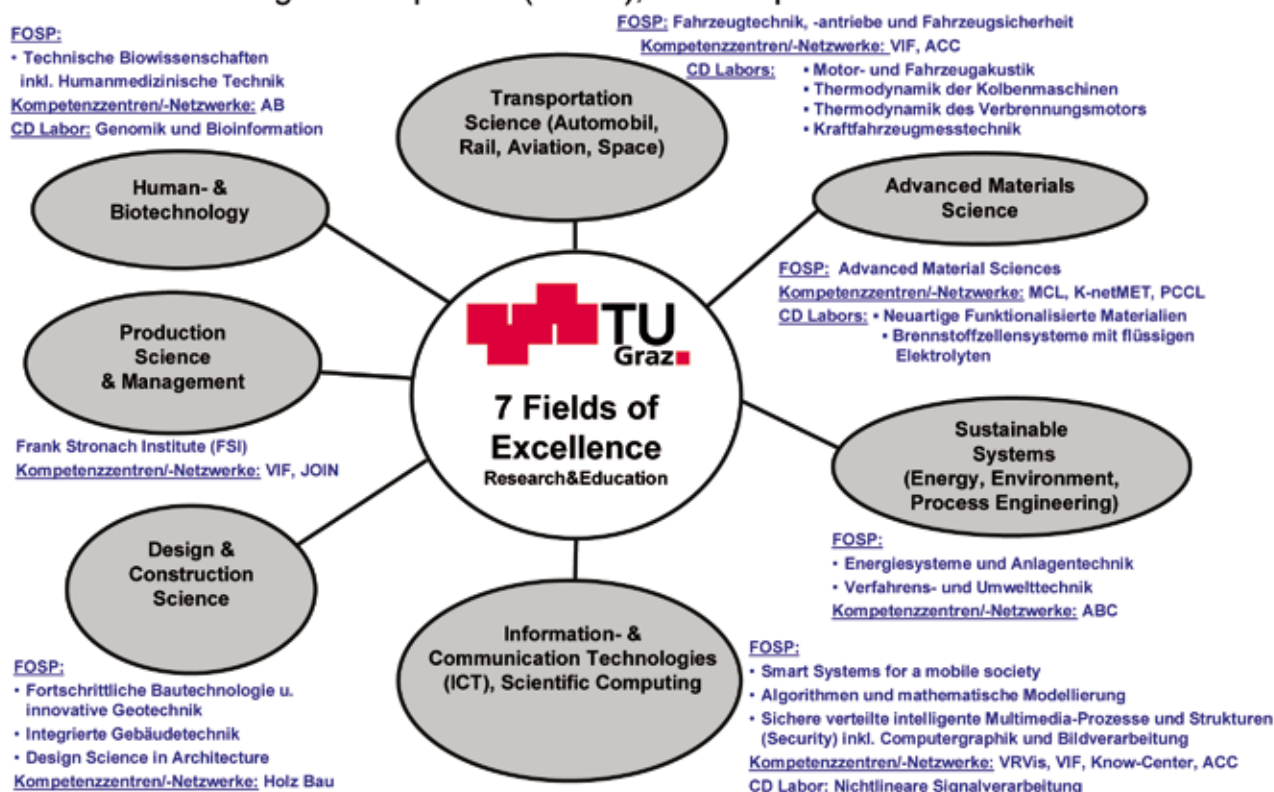 FOSP:
• Technische Biowissenschaften
inkl. Humanmedizinische Technik
Kompetenzzentren/-Netzwerke: AB
CD Labor: Genomik und Bioinformation
FOSP: Fahrzeugtechnik, -antriebe und Fahrzeugsicherheit
Kompetenzzentren/-Netzwerke: VIF, ACC
CD Labors: ▪ Motor- und Fahrzeugakustik
▪ Thermodynamik der Kolbenmaschinen
▪ Thermodynamik des Verbrennungsmotors
▪ Kraftfahrzeugmesstechnik
Transportation
Science (Automobil,
Rail, Aviation, Space)
Human- &
Biotechnology
Advanced Materials
Science
FOSP: Advanced Material Sciences
Kompetenzzentren/-Netzwerke: MCL, K-netMET, PCCL
CD Labors: ▪ Neuartige Funktionalisierte Materialien
▪ Brennstoffzellensysteme mit flüssigen
Elektrolyten
Production
Science
& Management
Frank Stronach Institute (FSI)
Kompetenzzentren/-Netzwerke: VIF, JOIN
TU
Graz
7 Fields of
Excellence
Research&Education
Sustainable
Systems
(Energy, Environment,
Process Engineering)
FOSP:
• Energiesysteme und Anlagentechnik
• Verfahrens- und Umwelttechnik
Kompetenzzentren/-Netzwerke: ABC
Design &
Construction
Science
FOSP:
• Fortschrittliche Bautechnologie u.
innovative Geotechnik
• Integrierte Gebäudetechnik
• Design Science in Architecture
Kompetenzzentren/-Netzwerke: Holz Bau
Information- &
Communication Technologies
(ICT), Scientific Computing
FOSP:
• Smart Systems for a mobile society
• Algorithmen und mathematische Modellierung
• Sichere verteilte intelligente Multimedia-Prozesse und Strukturen
(Security) inkl. Computergraphik und Bildverarbeitung
Kompetenzzentren/-Netzwerke: VRVis, VIF, Know-Center, ACC
CD Labor: Nichtlineare Signalverarbeitung